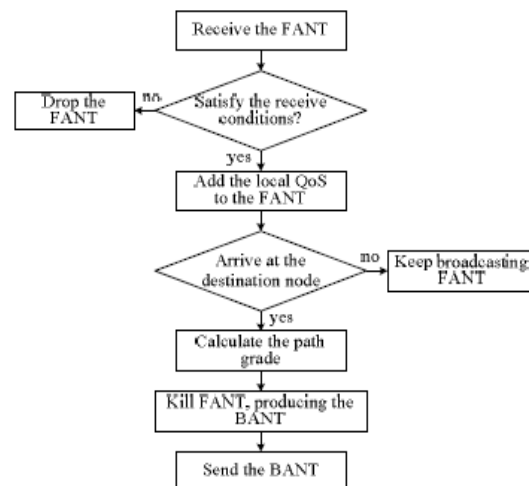 Receive the FANT
Drop the
FANT
no
Satisfy the receive
conditions?
yes
Add the local QoS
to the FANT
Arrive at the
destination node
no
Keep broadcasting
FANT
yes
Calculate the path
grade
Kill FANT, producing the
BANT
Send the BANT